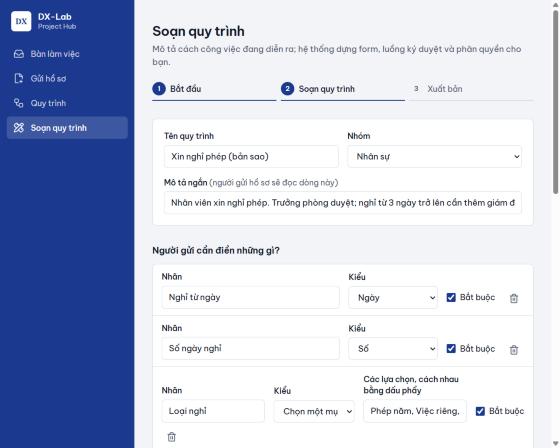 DX
DX-Lab
Project Hub
Bàn làm việc
Gửi hồ sơ
Quy trình
Soạn quy trình
Soạn quy trình
Mô tả cách công việc đang diễn ra; hệ thống dựng form, luồng ký duyệt và phân quyền cho
bạn.
1 Bắt đầu
2 Soạn quy trình
3 Xuất bản
Tên quy trình
Nhóm
Xin nghỉ phép (bản sao)
Nhân sự
Mô tả ngắn (người gửi hồ sơ sẽ đọc dòng này)
Nhân viên xin nghỉ phép. Trưởng phòng duyệt; nghỉ từ 3 ngày trở lên cần thêm giám đ
Người gửi cần điền những gì?
Nhãn
Kiểu
Nghỉ từ ngày
Ngày
Bắt buộc
Nhãn
Kiểu
Số ngày nghỉ
Số
Bắt buộc
Nhãn
Kiểu
Các lựa chọn, cách nhau
bằng dấu phẩy
Loại nghỉ
Chọn một mụ
Phép năm, Việc riêng,
Bắt buộc